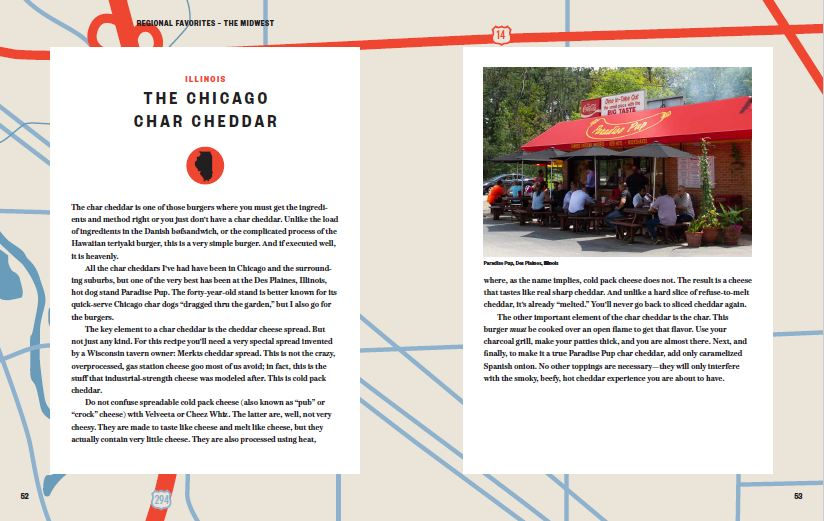 REGIONAL FAVORITES – THE MIDWEST
ILLINOIS
THE CHICAGO
CHAR CHEDDAR
The char cheddar is one of those burgers where you must get the ingredi-
ents and method right or you just don't have a char cheddar. Unlike the load
of ingredients in the Danish bøfsandwich, or the complicated process of the
Hawaiian teriyaki burger, this is a very simple burger. And if executed well,
it is heavenly.
All the char cheddars I've had have been in Chicago and the surround-
ing suburbs, but one of the very best has been at the Des Plaines, Illinois,
hot dog stand Paradise Pup. The forty-year-old stand is better known for its
quick-serve Chicago char dogs “dragged thru the garden,” but I also go for
the burgers.
The key element to a char cheddar is the cheddar cheese spread. But
not just any kind. For this recipe you'll need a very special spread invented
by a Wisconsin tavern owner: Merkts cheddar spread. This is not the crazy,
overprocessed, gas station cheese goo most of us avoid; in fact, this is the
stuff that industrial-strength cheese was modeled after. This is cold pack
cheddar.
Do not confuse spreadable cold pack cheese (also known as “pub” or
“crock” cheese) with Velveeta or Cheez Whiz. The latter are, well, not very
cheesy. They are made to taste like cheese and melt like cheese, but they
actually contain very little cheese. They are also processed using heat,
52
294
14
Coca-Cola
Drive In-Take Out
the small place with the
BIG TASTE
Paradise Pup
Paradise Pup, Des Plaines, Illinois
where, as the name implies, cold pack cheese does not. The result is a cheese
that tastes like real sharp cheddar. And unlike a hard slice of refuse-to-melt
cheddar, it's already “melted.” You'll never go back to sliced cheddar again.
The other important element of the char cheddar is the char. This
burger must be cooked over an open flame to get that flavor. Use your
charcoal grill, make your patties thick, and you are almost there. Next, and
finally, to make it a true Paradise Pup char cheddar, add only caramelized
Spanish onion. No other toppings are necessary—they will only interfere
with the smoky, beefy, hot cheddar experience you are about to have.
53